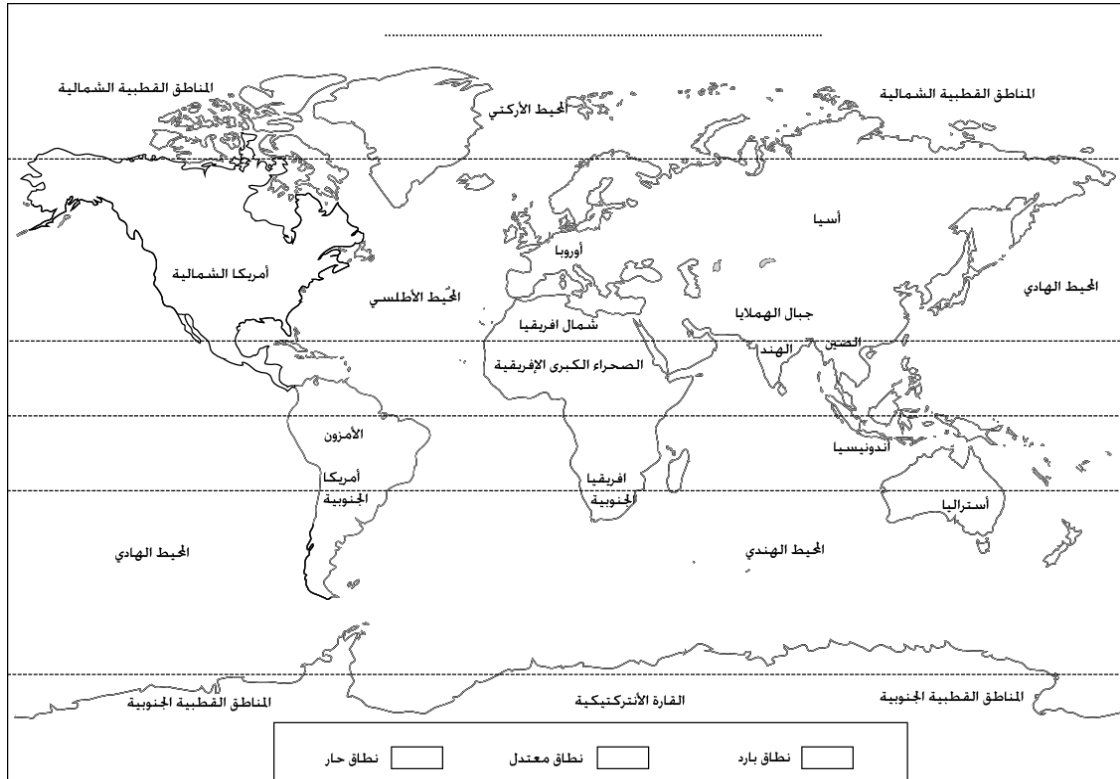 المناطق القطبية الشمالية
المناطق القطبية الشمالية
المحيط الأركتي
أسيا
أوروبا
أمريكا الشمالية
المحيط الهادي
المحيط الأطلسي
جبال الهملايا
شمال افريقيا
الصين
الهند
الصحراء الكبرى الإفريقية
الأمزون
أندونيسيا
افريقيا
الجنوبية
أمريكا
الجنوبية
أستراليا
المحيط الهندي
المحيط الهادي
المناطق القطبية الجنوبية
القارة الأنتركتيكية
المناطق القطبية الجنوبية
نطاق بارد
نطاق معتدل
نطاق حار